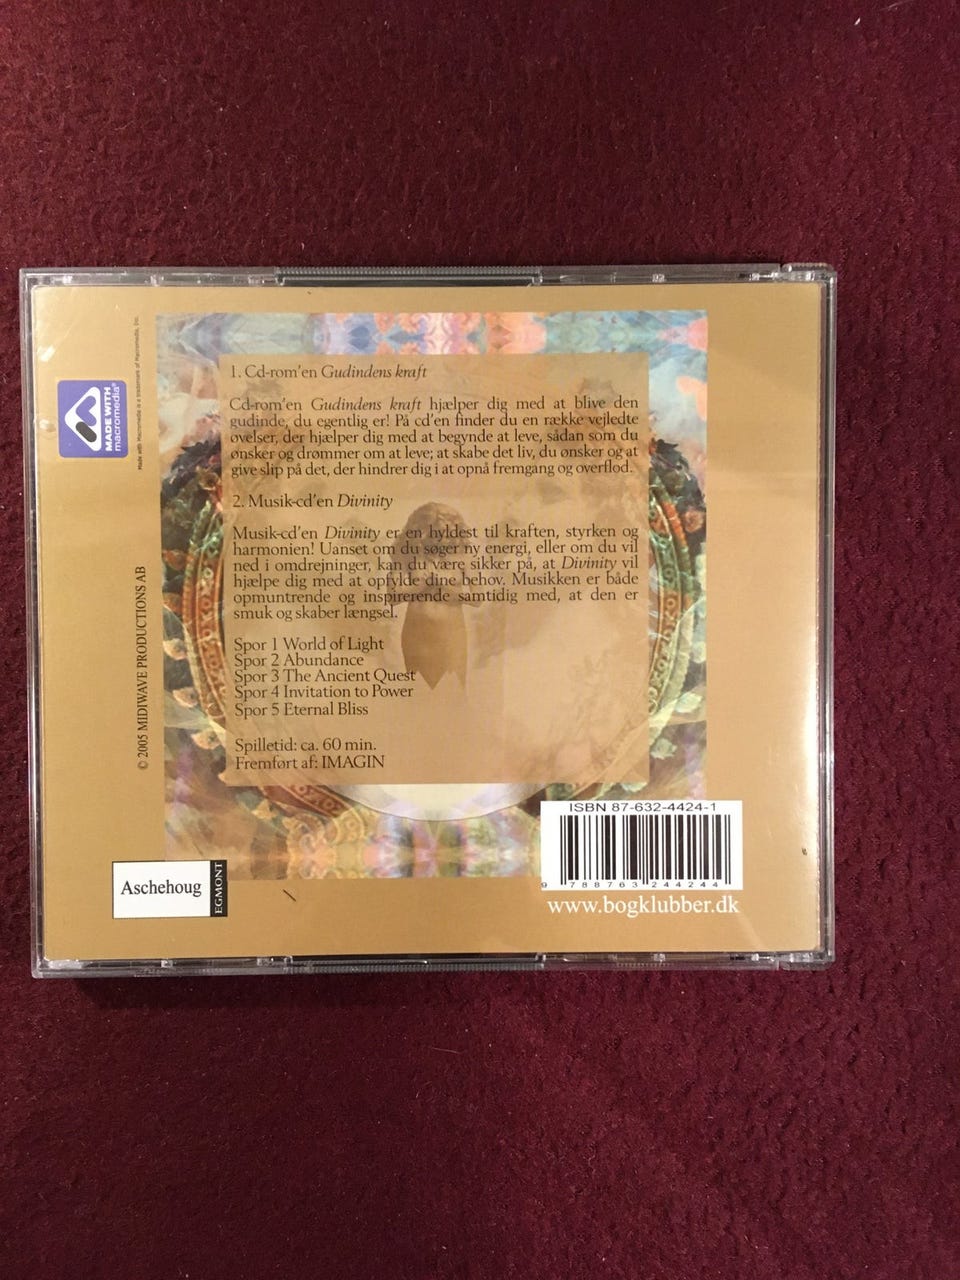 1. Cd-rom'en Gudindens kraft
Cd-rom'en Gudindens kraft hjælper dig med at blive den
gudinde, du egentlig er! På cd'en finder du en række vejledte
øvelser, der hjælper dig med at begynde at leve, sådan som du
ønsker og drømmer om at leve; at skabe det liv, du ønsker og at
give slip på det, der hindrer dig i at opnå fremgang og overflod.
2. Musik-cd'en Divinity
Musik-cd'en Divinity er en hyldest til kraften, styrken og
harmonien! Uanset om du søger ny energi, eller om du vil
ned i omdrejninger, kan du være sikker på, at Divinity vil
hjælpe dig med at opfylde dine behov. Musikken er både
opmuntrende og inspirerende samtidig med, at den er
smuk og skaber længsel.
Spor 1 World of Light
Spor 2 Abundance
Spor 3 The Ancient Quest
Spor 4 Invitation to Power
Spor 5 Eternal Bliss
Spilletid: ca. 60 min.
Fremført af: IMAGIN
MADE WITH
macromedia®
Made with Macromedia is a trademark of Macromedia, Inc.
© 2005 MIDIWAVE PRODUCTIONS AB
Aschehoug
EGMONT
ISBN 87-632-4424-1
9 788763 244244
www.bogklubber.dk